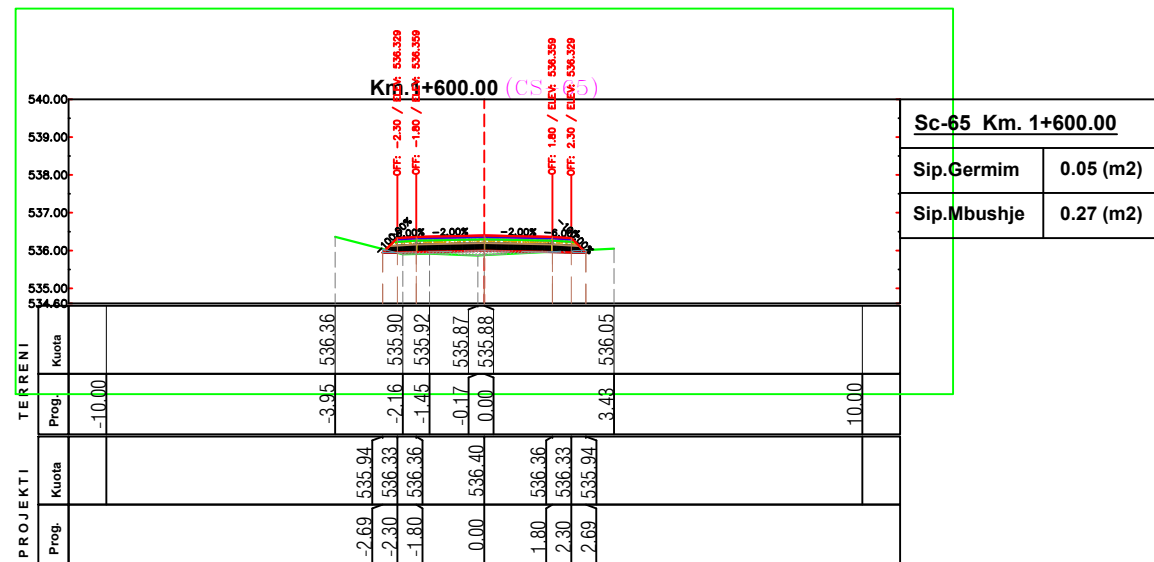 OFF: -2.30 / ELEV: 536.329
OFF: -1.80 / ELEV: 536.359
OFF: 1.80 / ELEV: 536.359
OFF: 2.30 / ELEV: 536.329
Km. 1+600.00 (CS-65)
540.00
539.00
538.00
537.00
536.00
535.00
534.60
-2.00% -2.00% -6.00%
Sc-65 Km. 1+600.00
Sip.Germim 0.05 (m2)
Sip.Mbushje 0.27 (m2)
TERRENI
Kuota 536.36 535.90 535.92 535.87 535.88 536.05
Prog. -10.00 -3.95 -2.16 -1.45 -0.17 0.00 3.43 10.00
PROJEKTI
Kuota 535.94 536.33 536.36 536.40 536.36 536.33 535.94
Prog. -2.69 -2.30 -1.80 0.00 1.80 2.30 2.69